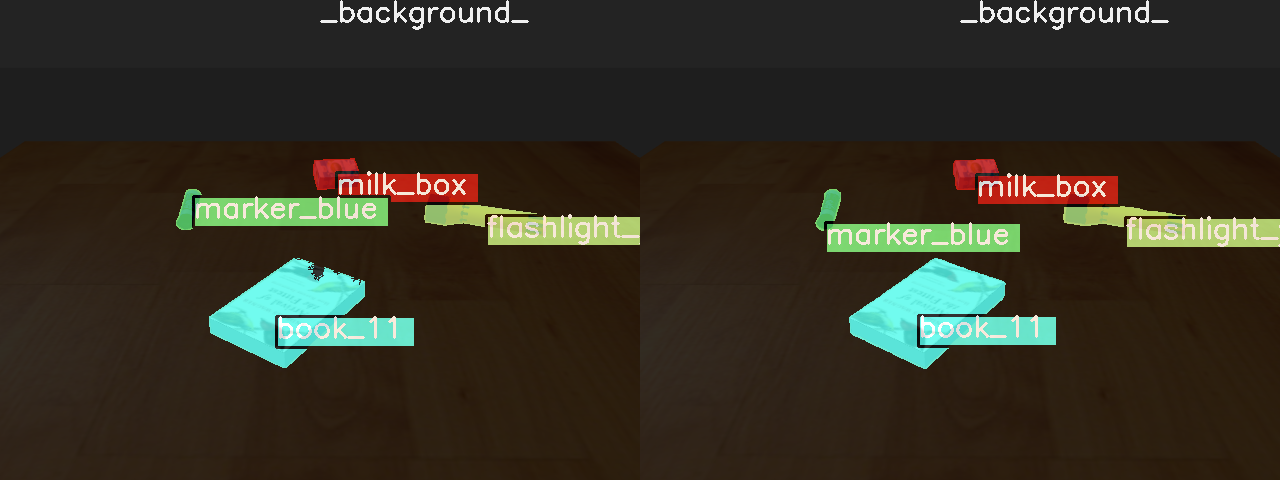 _background_ _background_
milk_box milk_box
marker_blue marker_blue
flashlight_ flashlight_
book_11 book_11